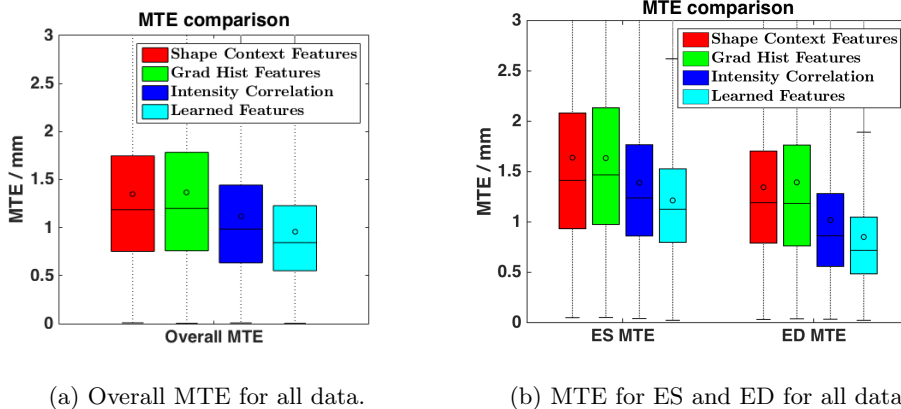 MTE comparison
3
2.5
2
1.5
1
0.5
0
MTE / mm
Shape Context Features
Grad Hist Features
Intensity Correlation
Learned Features
Overall MTE
(a) Overall MTE for all data.
MTE comparison
3
2.5
2
1.5
1
0.5
0
MTE / mm
Shape Context Features
Grad Hist Features
Intensity Correlation
Learned Features
ES MTE
ED MTE
(b) MTE for ES and ED for all data